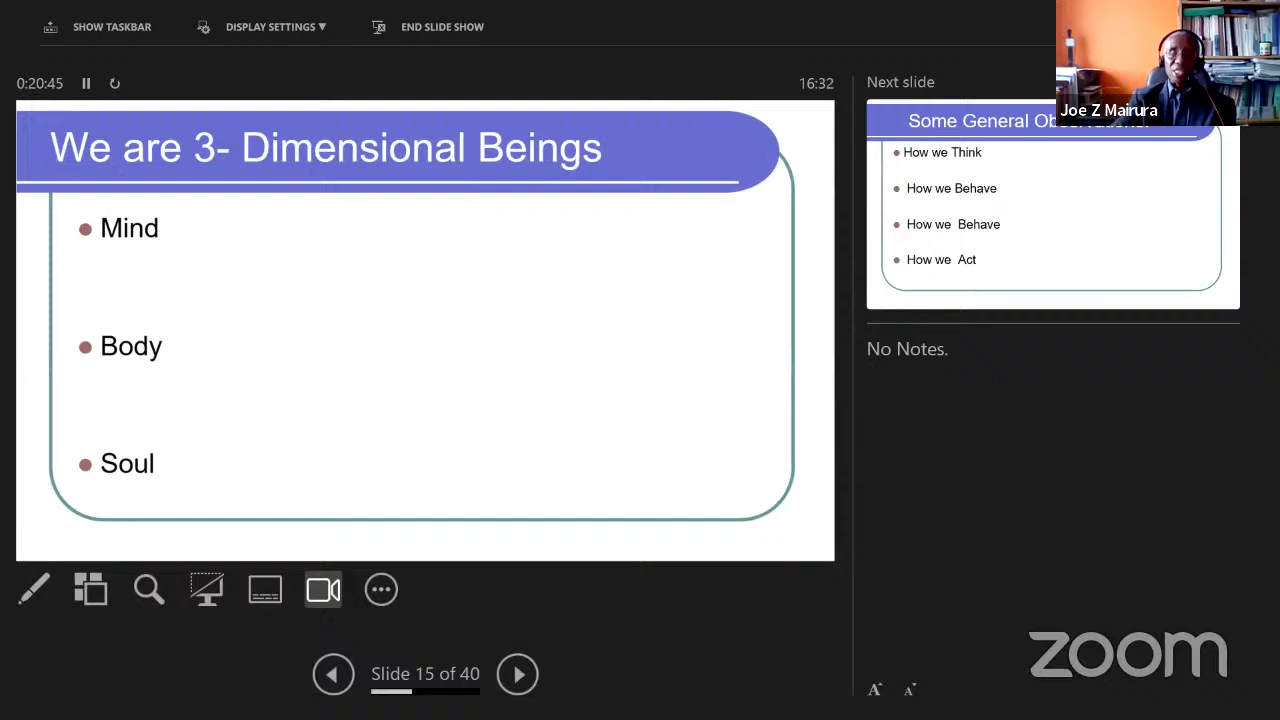 SHOW TASKBAR
DISPLAY SETTINGS ▼
END SLIDE SHOW
0:20:45
16:32
We are 3- Dimensional Beings
Mind
Body
Soul
Slide 15 of 40
Next slide
Joe Z Mairura
Some General
How we Think
How we Behave
How we Behave
How we Act
No Notes.
A A
zoom